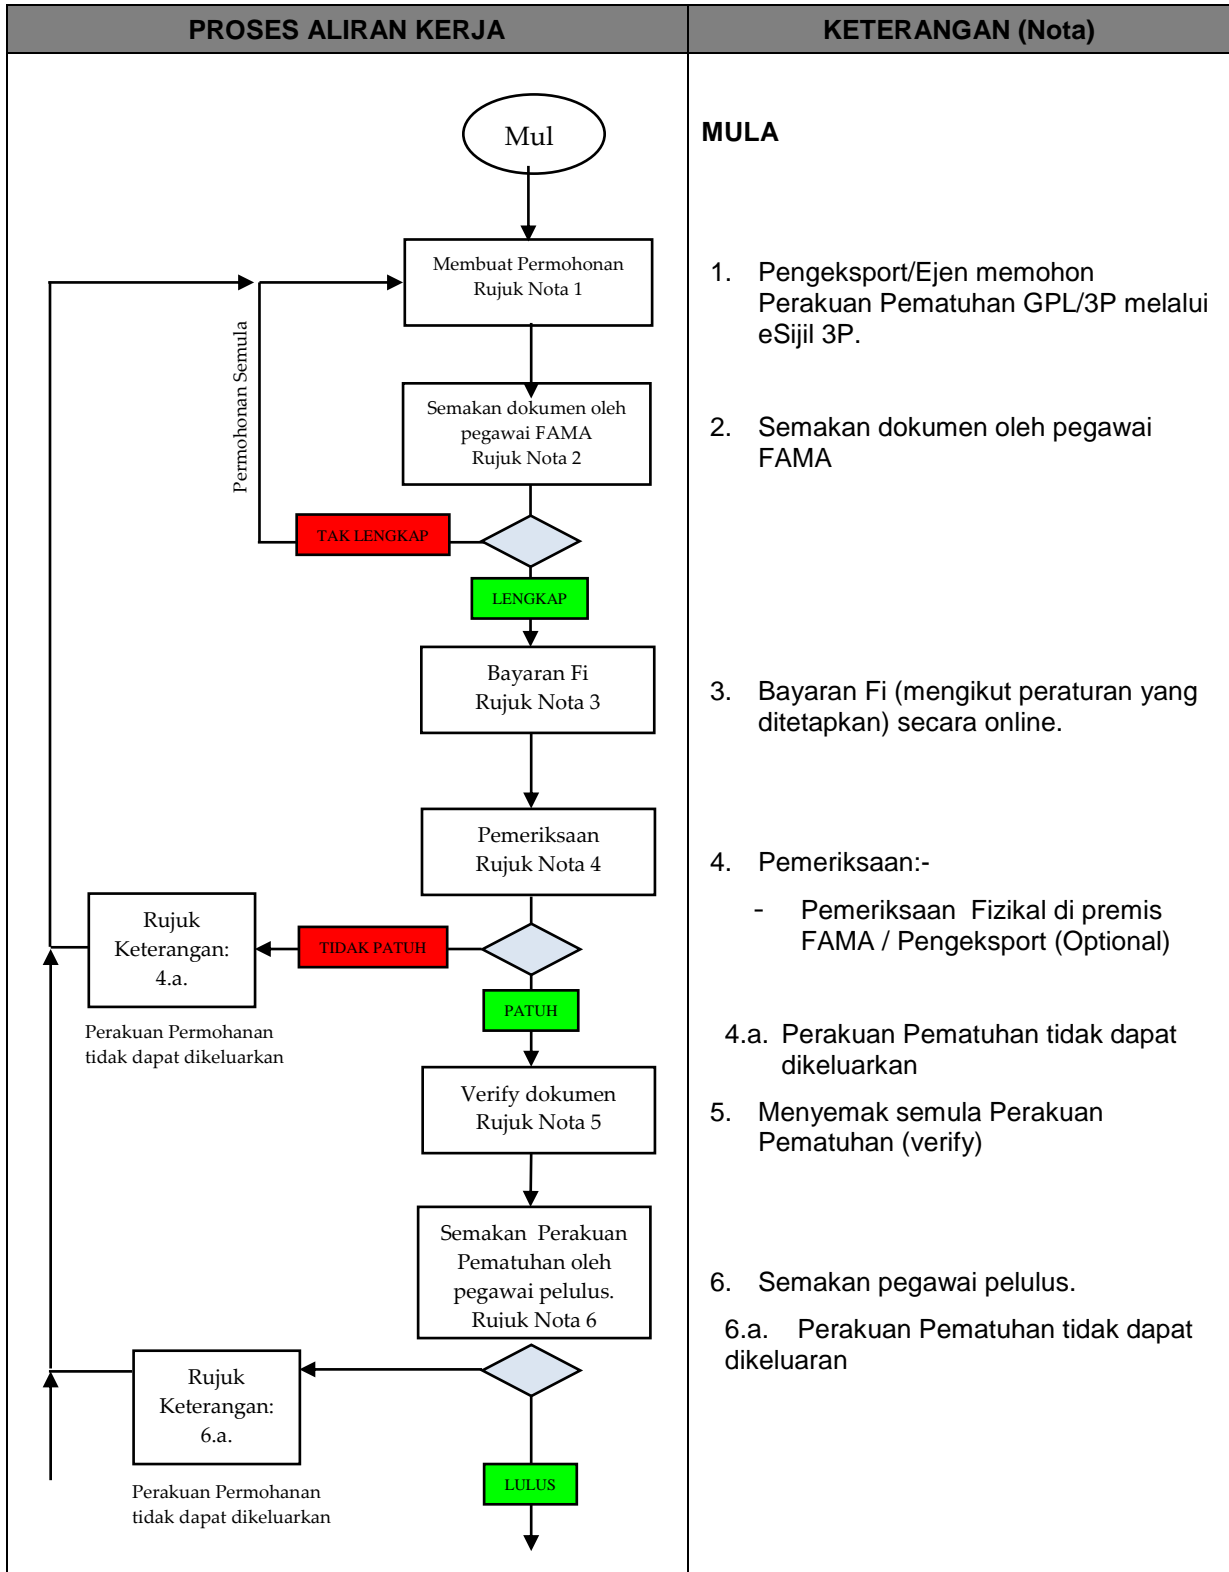 PROSES ALIRAN KERJA
KETERANGAN (Nota)
Mul
MULA
Membuat Permohonan
Rujuk Nota 1
1. Pengeksport/Ejen memohon
Perakuan Pematuhan GPL/3P melalui
eSijil 3P.
Permohonan Semula
Semakan dokumen oleh
pegawai FAMA
Rujuk Nota 2
2. Semakan dokumen oleh pegawai
FAMA
TAK LENGKAP
LENGKAP
Bayaran Fi
Rujuk Nota 3
3. Bayaran Fi (mengikut peraturan yang
ditetapkan) secara online.
Pemeriksaan
Rujuk Nota 4
4. Pemeriksaan:-
- Pemeriksaan Fizikal di premis
FAMA / Pengeksport (Optional)
Rujuk
Keterangan:
4.a.
TIDAK PATUH
PATUH
Perakuan Permohanan
tidak dapat dikeluarkan
4.a. Perakuan Pematuhan tidak dapat
dikeluarkan
Verify dokumen
Rujuk Nota 5
5. Menyemak semula Perakuan
Pematuhan (verify)
Semakan Perakuan
Pematuhan oleh
pegawai pelulus.
Rujuk Nota 6
6. Semakan pegawai pelulus.
6.a. Perakuan Pematuhan tidak dapat
dikeluaran
Rujuk
Keterangan:
6.a.
LULUS
Perakuan Permohanan
tidak dapat dikeluarkan